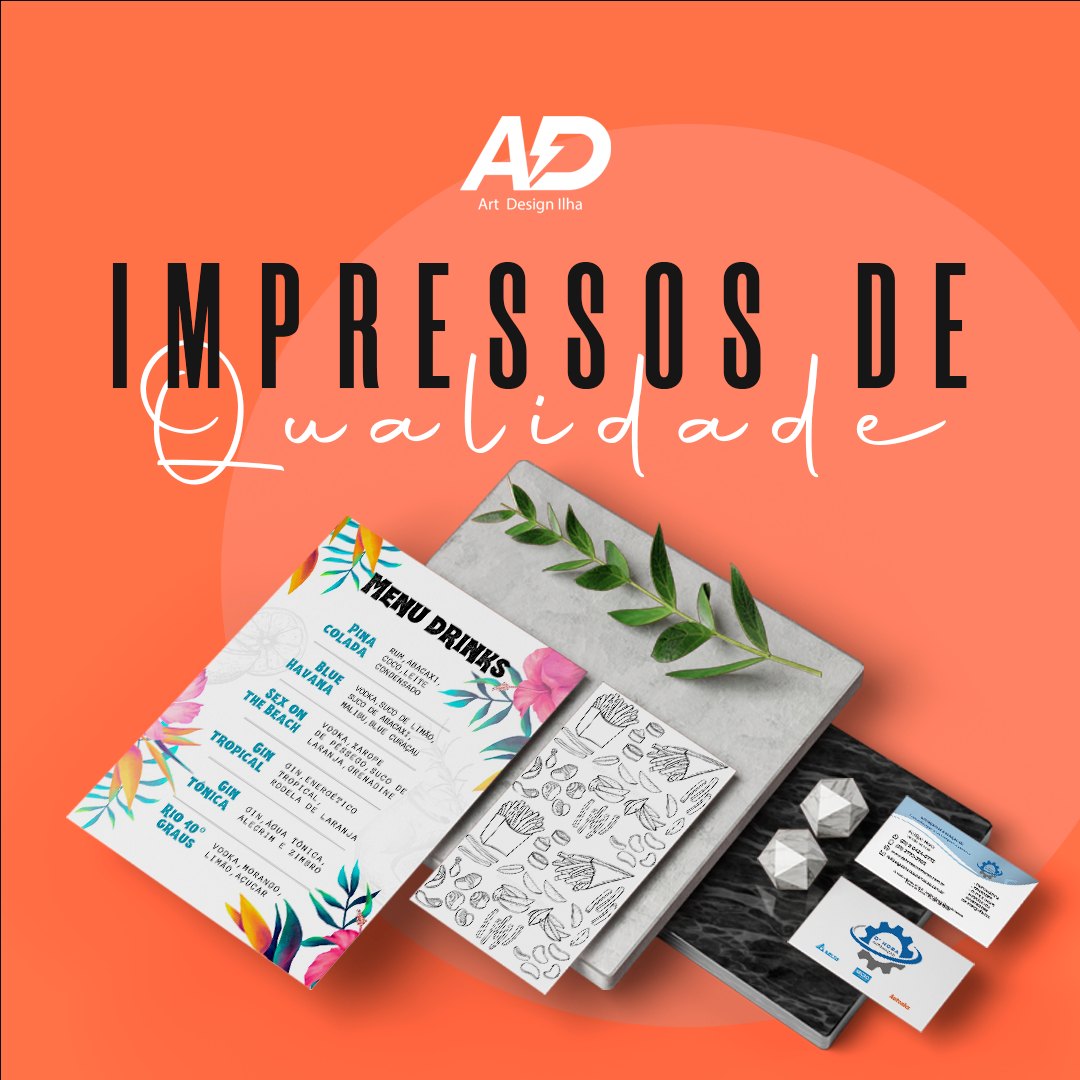 AD
Art Design Ilha
IMPRESSOS DE
Qualidade
MENU DRINKS
PINA
COLADA
RUM, ABACAXI,
COCO, LEITE
CONDENSADO
BLUE
HAVANA
VODKA, SUCO DE LIMÃO,
SUCO DE ABACAXI,
MALIBU, BLUE CURAÇAU
SEX ON
THE BEACH
VODKA, XAROPE
DE PÊSSEGO, SUCO DE
LARANJA, GRENADINE
GIN
TROPICAL
GIN, ENERGÉTICO
TROPICAL,
RODELA DE LARANJA
GIN
TÔNICA
GIN, AGUA TÔNICA,
ALECRIM E ZIMBRO
RIO 40°
GRAUS
VODKA, MORANGO,
LIMÃO, AÇUCAR